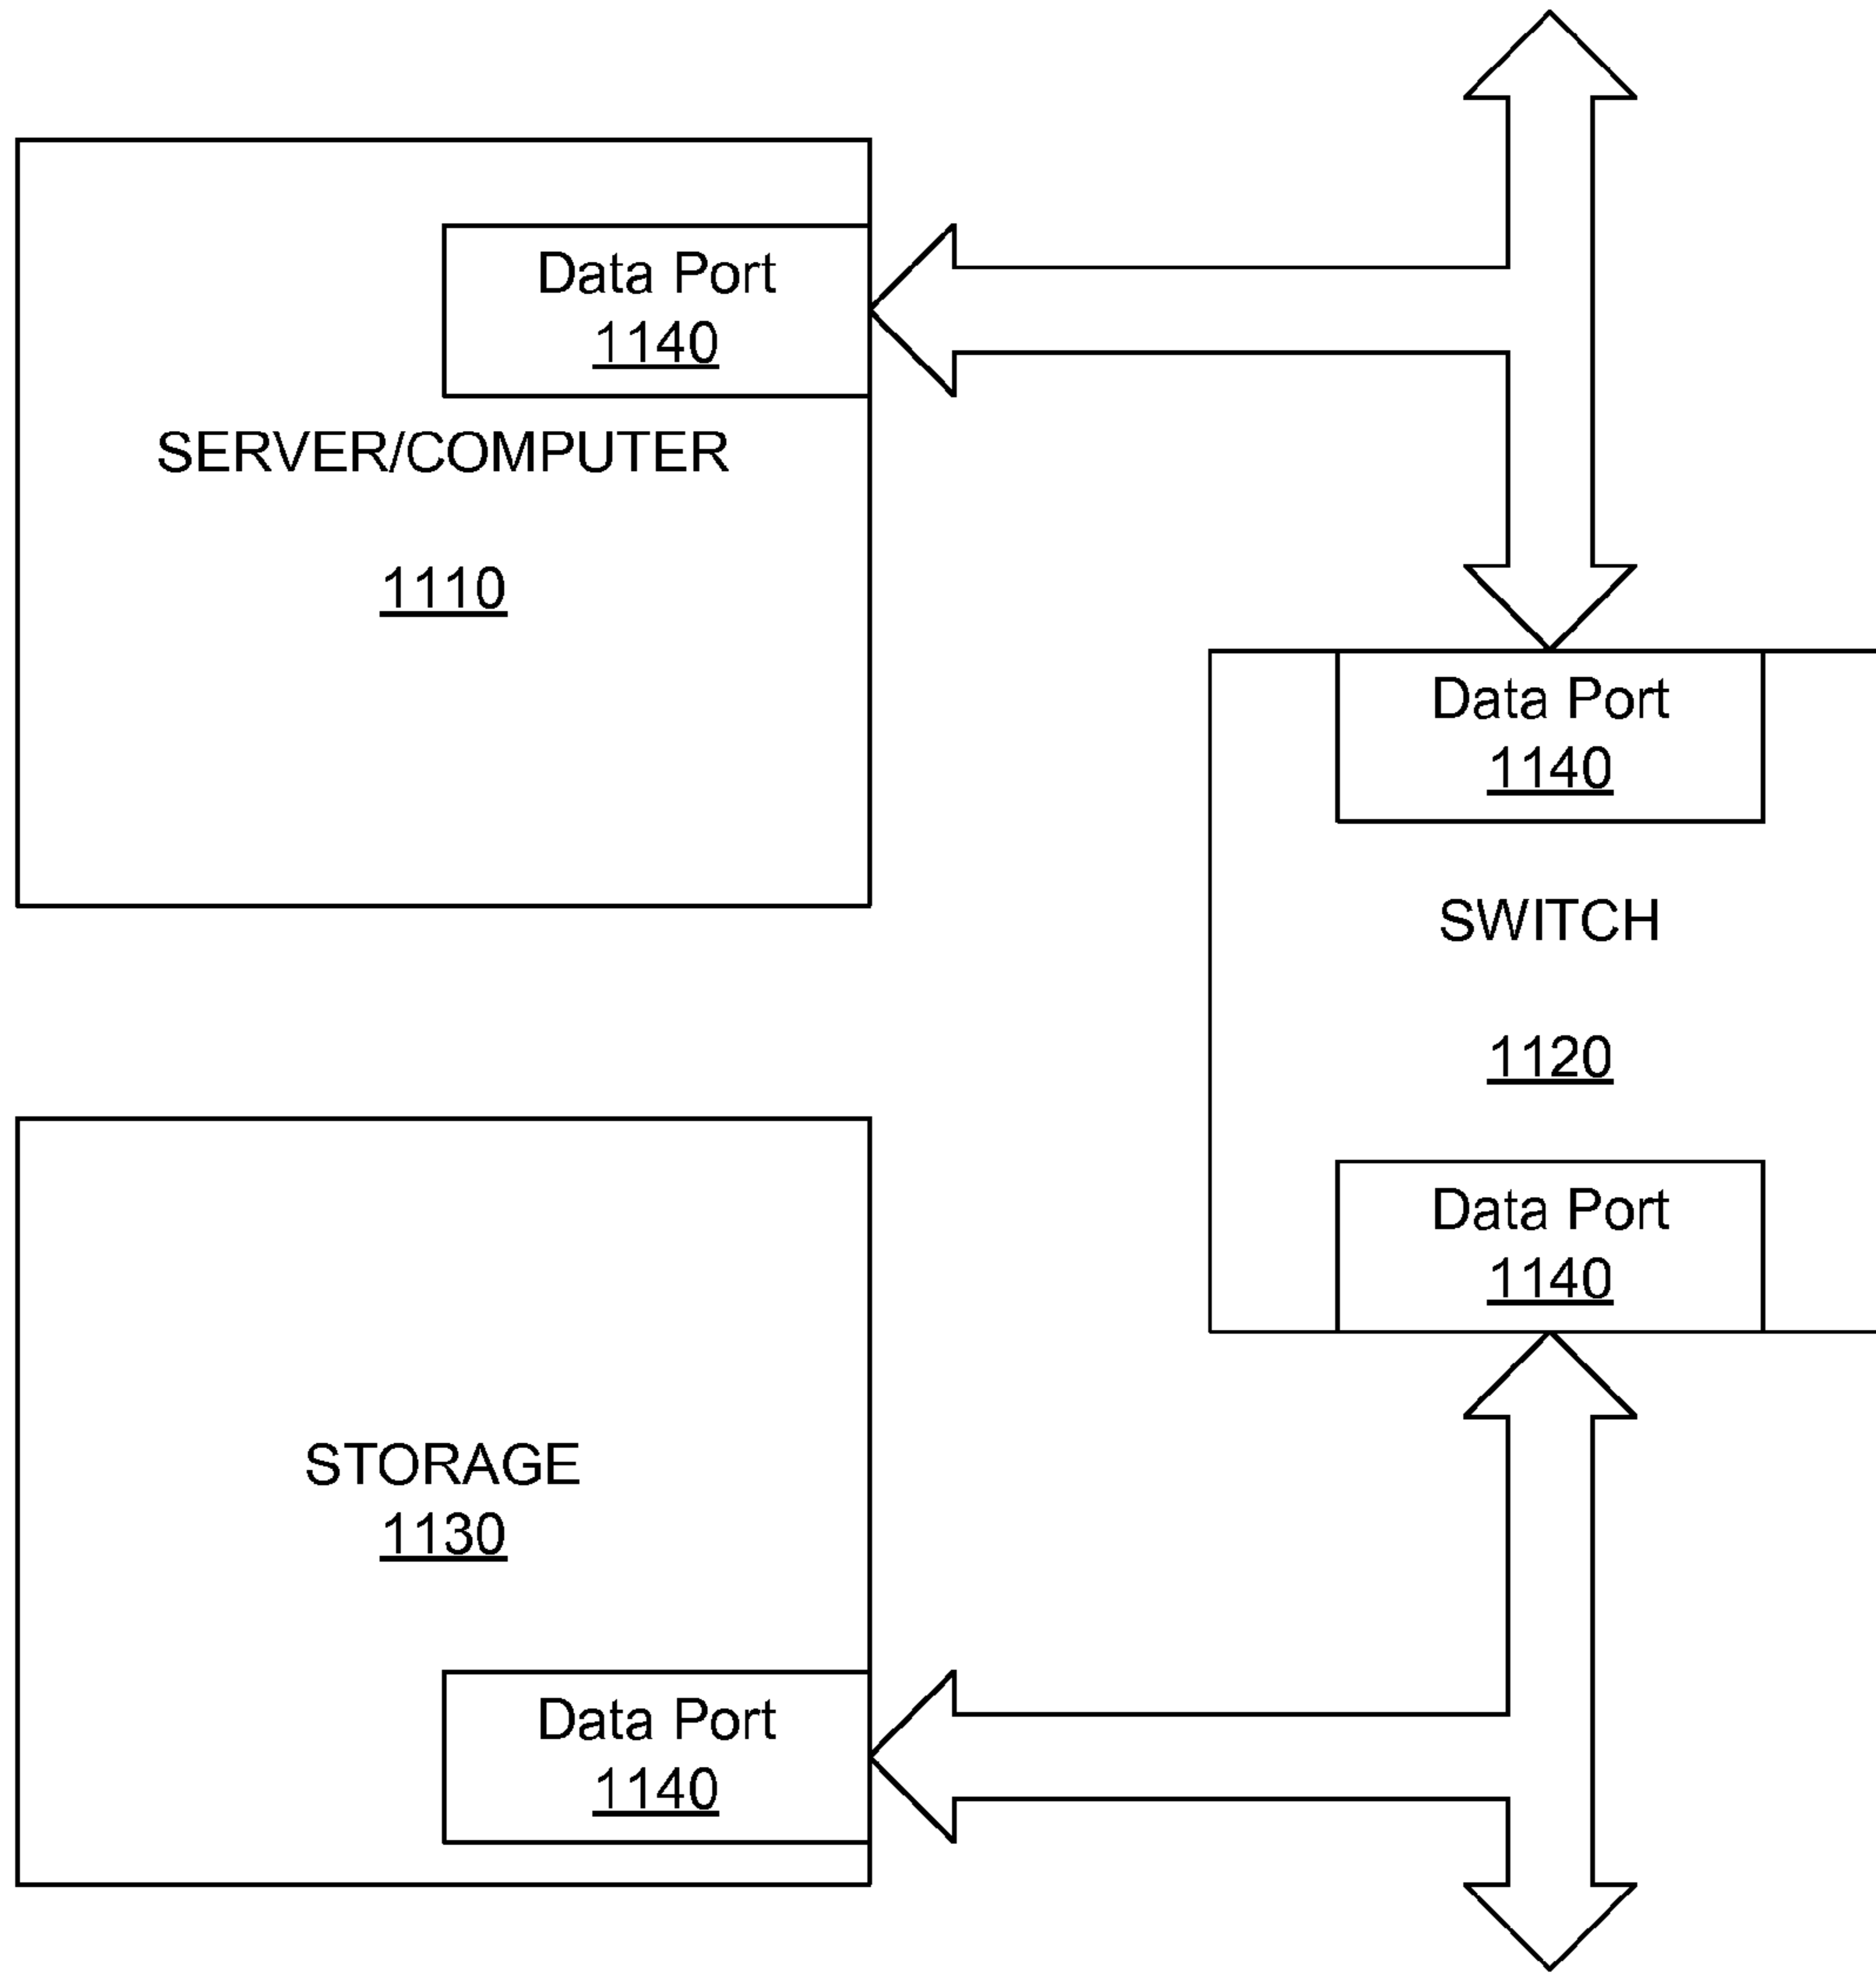 Data Port
1140
SERVER/COMPUTER
1110
Data Port
1140
SWITCH
1120
Data Port
1140
STORAGE
1130
Data Port
1140